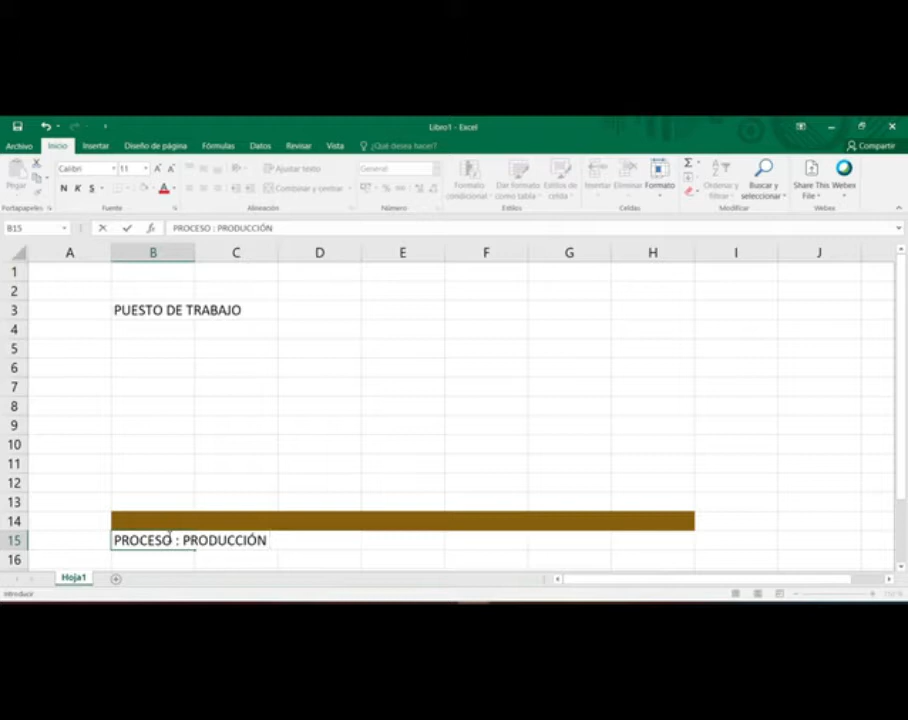 Libro1 - Excel
Archivo Inicio Insertar Diseño de página Fórmulas Datos Revisar Vista ¿Qué desea hacer? Compartir
Calibri 11 Ajustar texto General
Pegar N K S A Combinar y centrar % Formato condicional Dar formato como tabla Estilos de celda Insertar Eliminar Formato Ordenar y filtrar Buscar y seleccionar Share This File Webex
Portapapeles Fuente Alineación Número Estilos Celdas Modificar Webex
B15 fx PROCESO : PRODUCCIÓN
A B C D E F G H I J
1
2
3 PUESTO DE TRABAJO
4
5
6
7
8
9
10
11
12
13
14
15 PROCESO : PRODUCCIÓN
16
Hoja1
Introducir